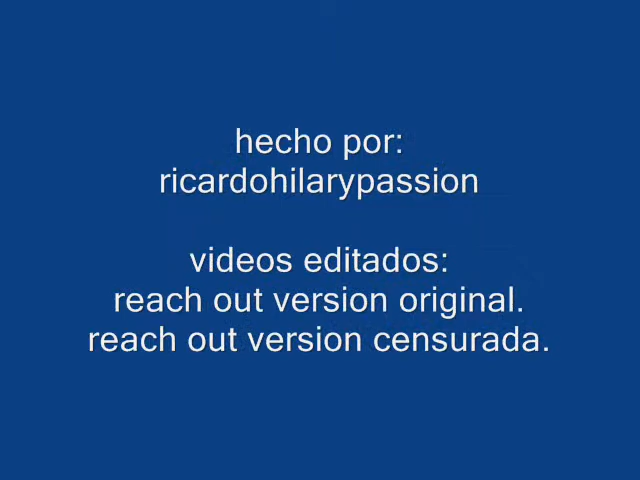 hecho por:
ricardohilarypassion
videos editados:
reach out version original.
reach out version censurada.